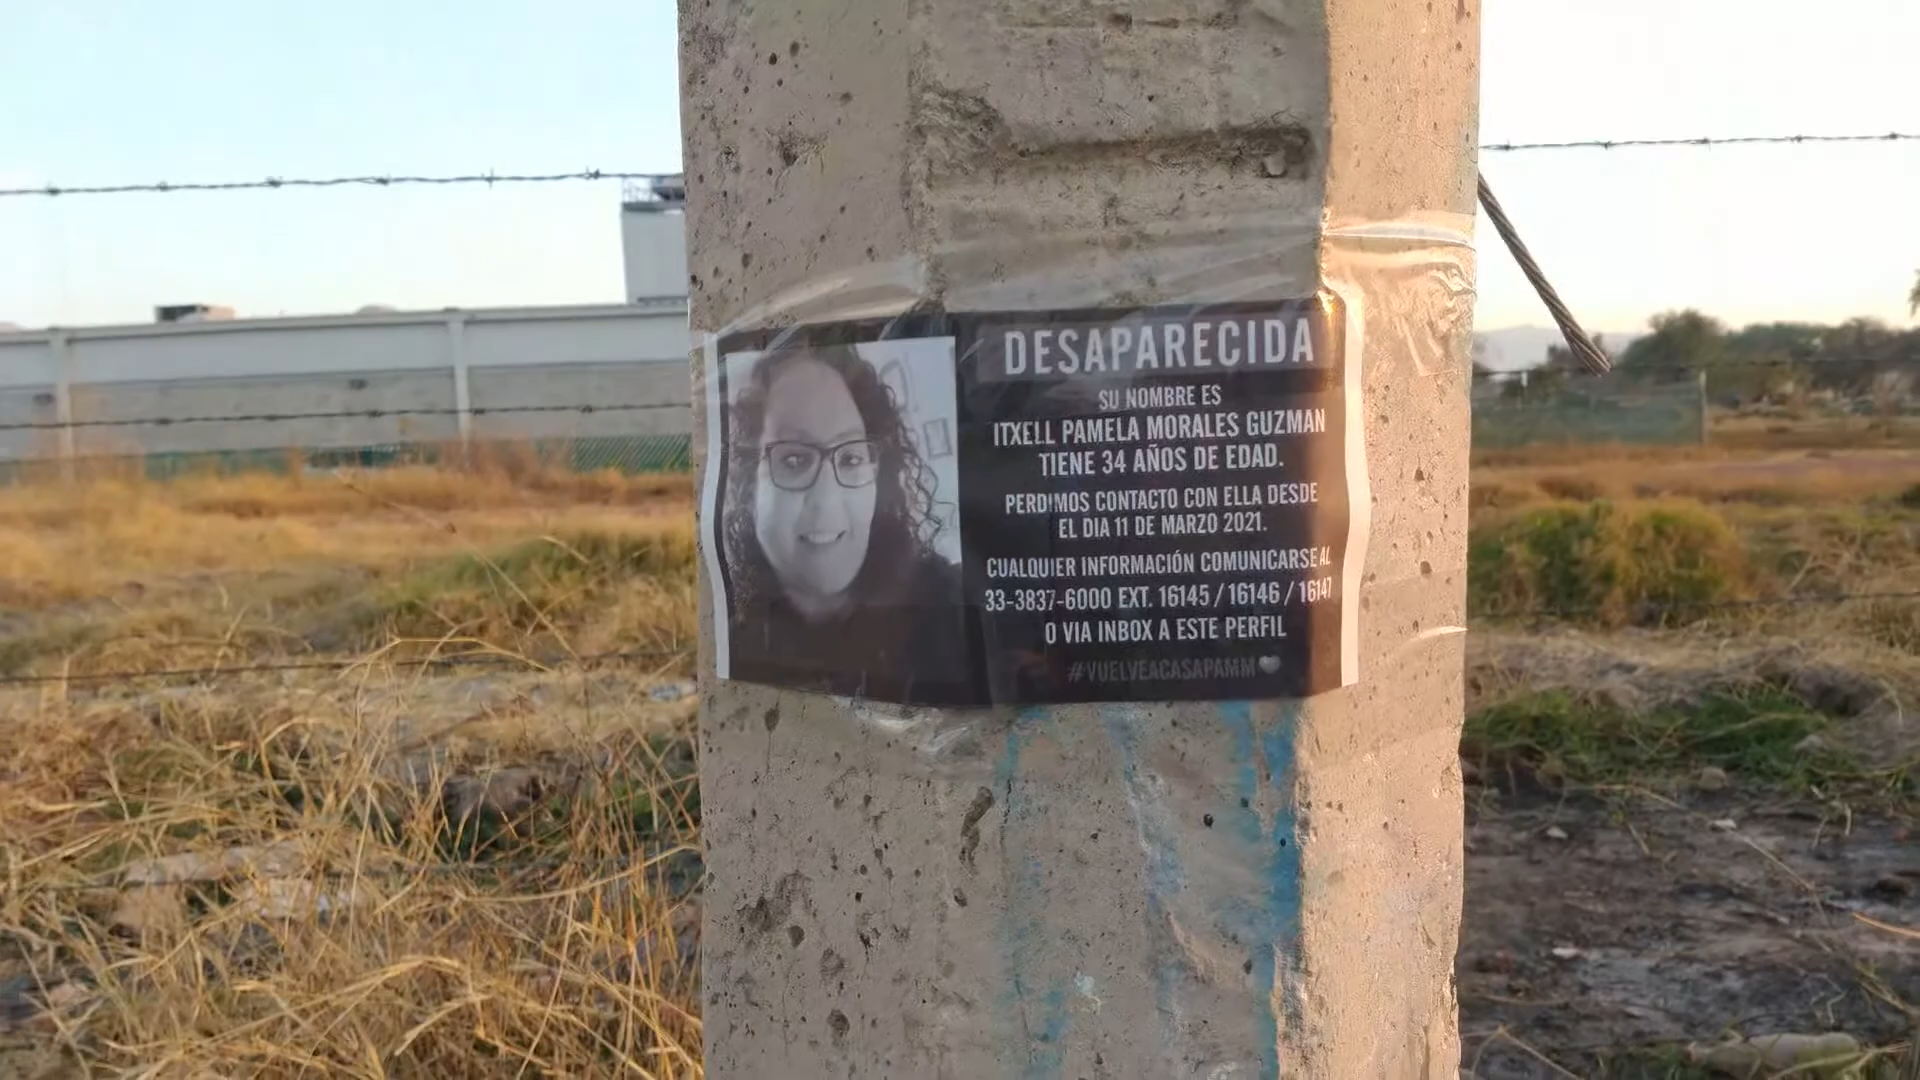 DESAPARECIDA
SU NOMBRE ES
ITXELL PAMELA MORALES GUZMAN
TIENE 34 AÑOS DE EDAD.
PERDIMOS CONTACTO CON ELLA DESDE
EL DIA 11 DE MARZO 2021.
CUALQUIER INFORMACIÓN COMUNICARSE AL
33-3837-6000 EXT. 16145 / 16146 / 16147
O VIA INBOX A ESTE PERFIL
#VUELVEACASAPAMM